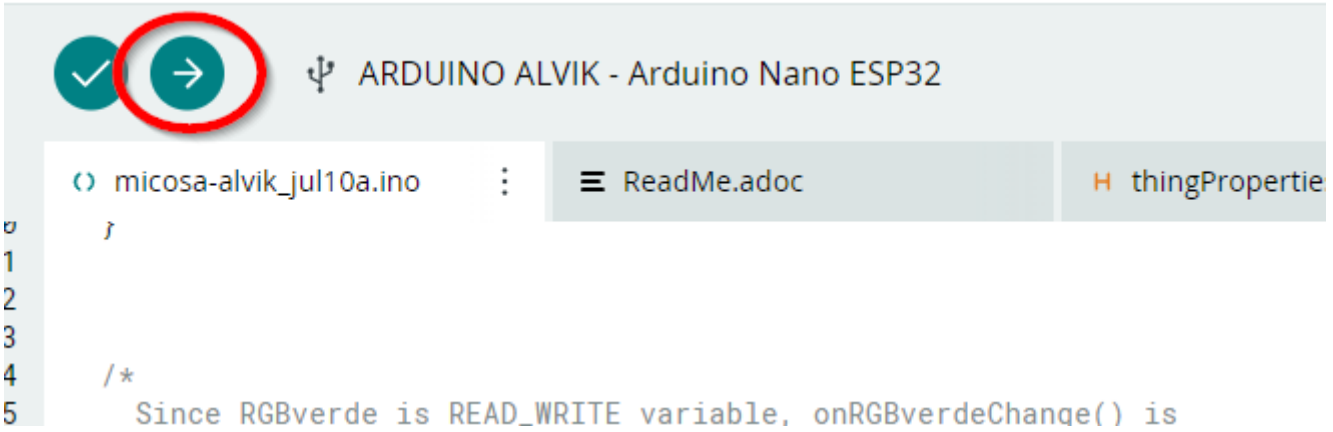 ARDUINO ALVIK - Arduino Nano ESP32
micosa-alvik_jul10a.ino
ReadMe.adoc
H thingPropertie
}
1
2
3
4 /*
5 Since RGBverde is READ_WRITE variable, onRGBverdeChange() is